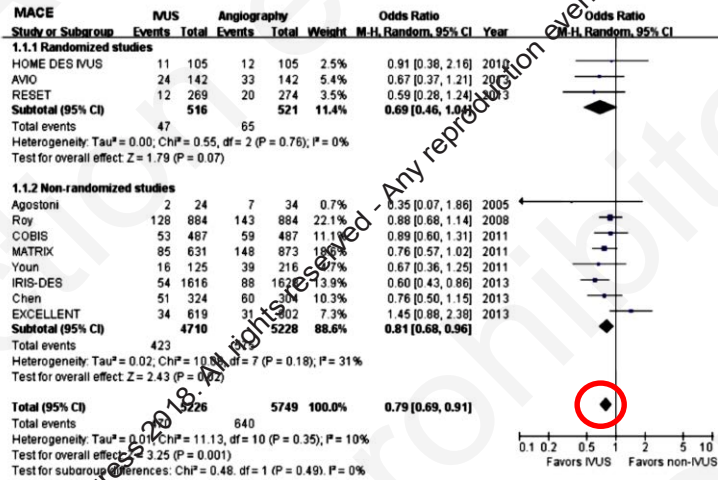 MACE IVUS Angiography Odds Ratio Odds Ratio
Study or Subgroup Events Total Events Total Weight M-H, Random, 95% CI Year M-H, Random, 95% CI
1.1.1 Randomized studies
HOME DES IVUS 11 105 12 105 2.5% 0.91 [0.38, 2.16] 2010
AVIO 24 142 33 142 6.2% 0.67 [0.37, 1.21] 2013
RESET 12 269 20 274 0.59 [0.28, 1.24] 2013
Subtotal (95% CI) 516 521 11.4% 0.69 [0.46, 1.04]
Total events 47 65
Heterogeneity: Tau² = 0.00; Chi² = 0.55, df = 2 (P = 0.76); I² = 0%
Test for overall effect: Z = 1.79 (P = 0.07)
1.1.2 Non-randomized studies
Agostoni 2 24 7 34 0.7% 0.35 [0.07, 1.86] 2005
Roy 128 884 143 884 22.1% 0.88 [0.68, 1.14] 2008
COBIS 53 487 59 487 11.1% 0.89 [0.60, 1.31] 2011
MATRIX 85 631 148 873 0.76 [0.57, 1.02] 2011
Youn 16 125 39 216 0.67 [0.36, 1.25] 2011
IRIS-DES 54 1616 88 13.9% 0.60 [0.43, 0.86] 2013
Chen 51 324 60 304 10.3% 0.76 [0.50, 1.15] 2013
EXCELLENT 34 619 31 802 7.3% 1.45 [0.88, 2.38] 2013
Subtotal (95% CI) 4710 5228 88.6% 0.81 [0.68, 0.96]
Total events 423
Heterogeneity: Tau² = 0.02; Chi² = df = 7 (P = 0.18); I² = 31%
Test for overall effect: Z = 2.43 (P = 0.02)
Total (95% CI) 5226 5749 100.0% 0.79 [0.69, 0.91]
Total events 640
Heterogeneity: Tau² = 0.01; Chi² = 11.13, df = 10 (P = 0.35); I² = 10%
Test for overall effect: Z = 3.25 (P = 0.001)
Test for subgroup differences: Chi² = 0.48, df = 1 (P = 0.49), I² = 0%
0.1 0.2 0.5 1 2 5 10
Favors IVUS Favors non-IVUS
ress 2018. All rights reserved - Any reproduction even